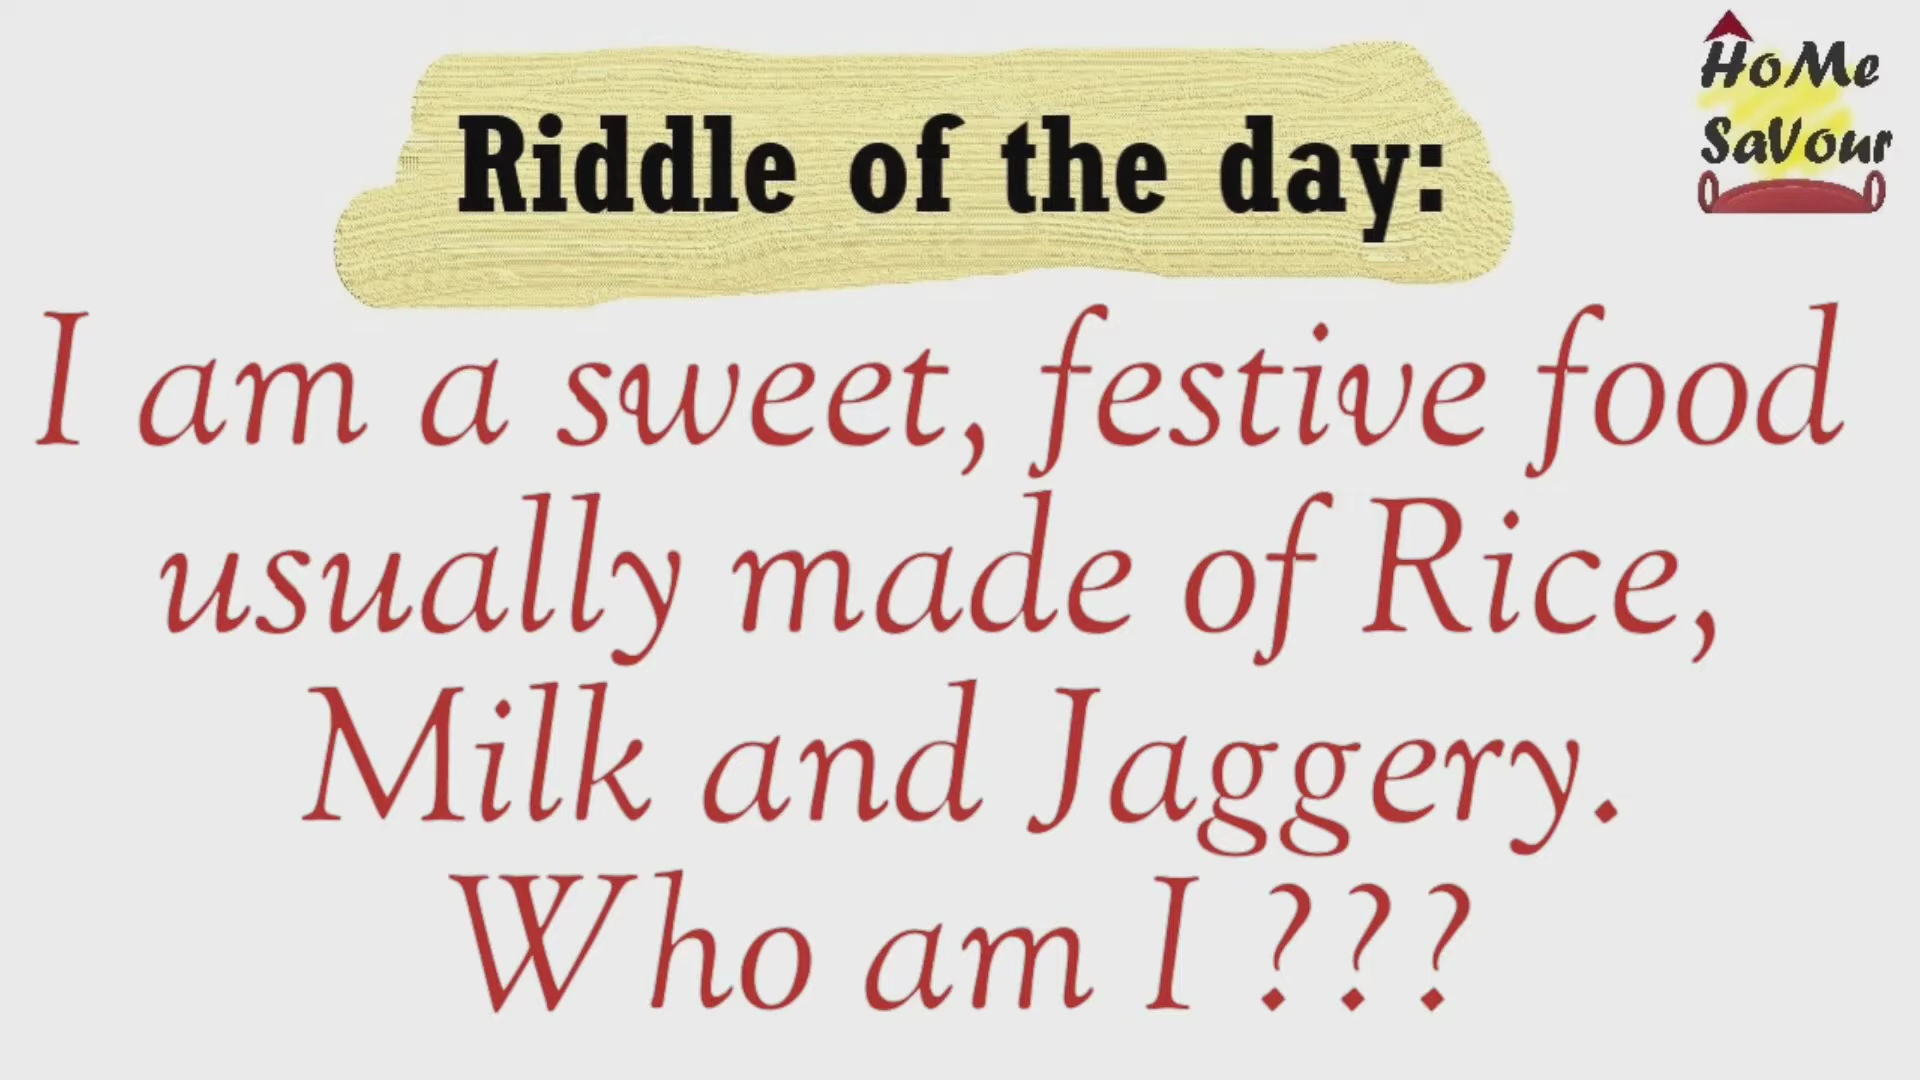 HoMe
SaVour
Riddle of the day:
I am a sweet, festive food
usually made of Rice,
Milk and Jaggery.
Who am I ???